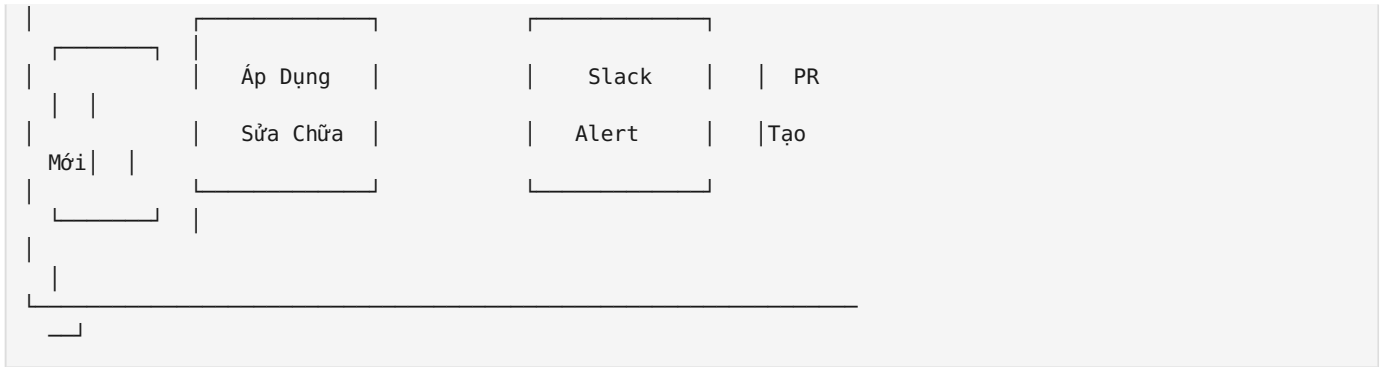 Áp Dụng Slack PR
Sửa Chữa Alert Tạo
Mới